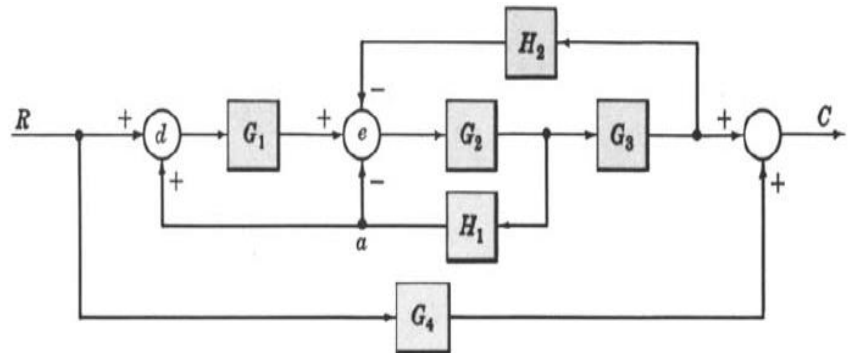 H₂
−
R + d G₁ + e G₂ G₃ + C
+ − +
a H₁
G₄